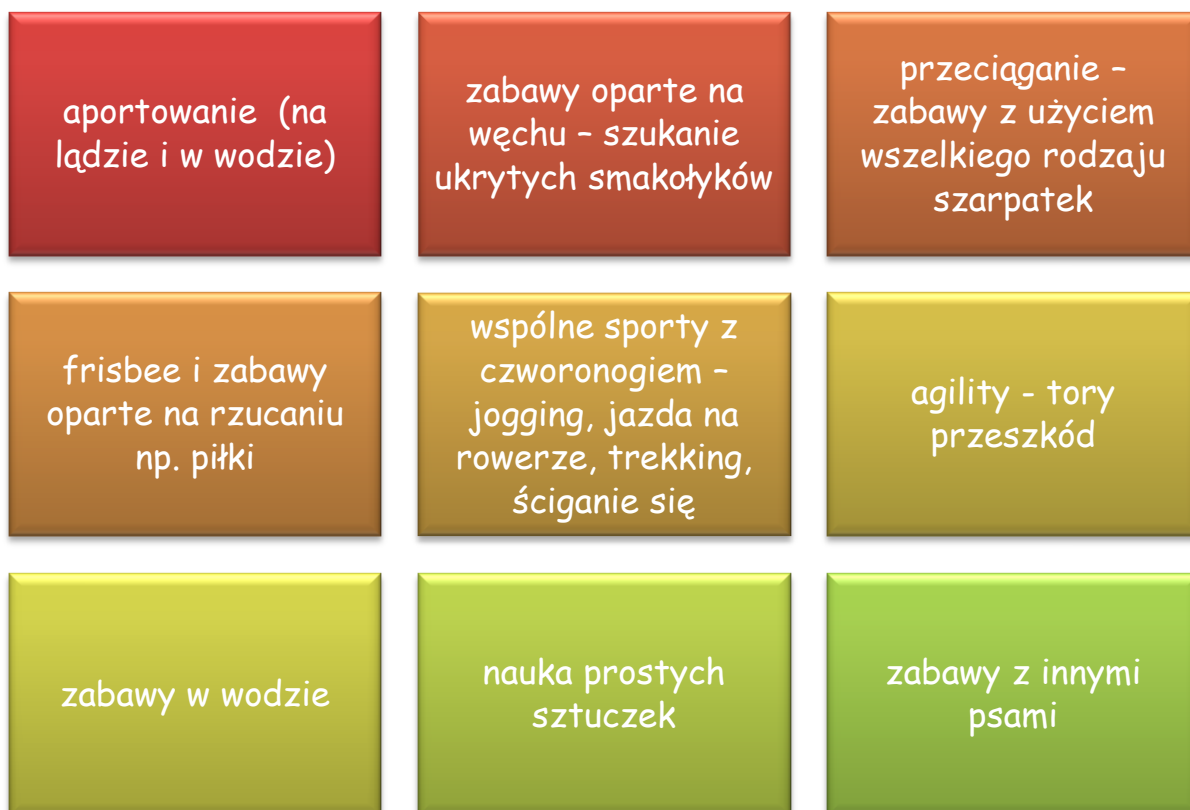 aportowanie (na
lądzie i w wodzie)
zabawy oparte na
węchu – szukanie
ukrytych smakołyków
przeciąganie –
zabawy z użyciem
wszelkiego rodzaju
szarpatek
frisbee i zabawy
oparte na rzucaniu
np. piłki
wspólne sporty z
czworonogiem –
jogging, jazda na
rowerze, trekking,
ściganie się
agility - tory
przeszkód
zabawy w wodzie
nauka prostych
sztuczek
zabawy z innymi
psami